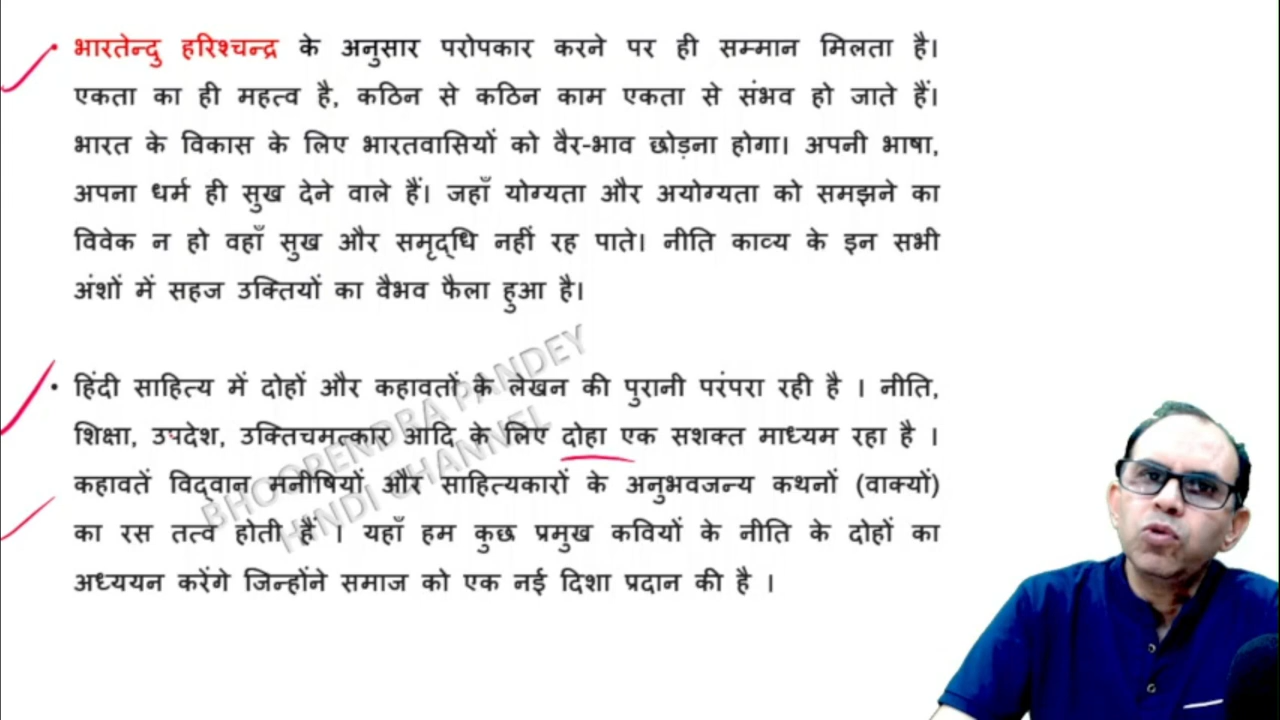 • भारतेन्दु हरिश्चन्द्र के अनुसार परोपकार करने पर ही सम्मान मिलता है।
एकता का ही महत्व है, कठिन से कठिन काम एकता से संभव हो जाते हैं।
भारत के विकास के लिए भारतवासियों को वैर-भाव छोड़ना होगा। अपनी भाषा,
अपना धर्म ही सुख देने वाले हैं। जहाँ योग्यता और अयोग्यता को समझने का
विवेक न हो वहाँ सुख और समृद्धि नहीं रह पाते। नीति काव्य के इन सभी
अंशों में सहज उक्तियों का वैभव फैला हुआ है।
• हिंदी साहित्य में दोहों और कहावतों के लेखन की पुरानी परंपरा रही है । नीति,
शिक्षा, उपदेश, उक्तिचमत्कार आदि के लिए दोहा एक सशक्त माध्यम रहा है ।
कहावतें विद्वान मनीषियों और साहित्यकारों के अनुभवजन्य कथनों (वाक्यों)
का रस तत्व होती हैं । यहाँ हम कुछ प्रमुख कवियों के नीति के दोहों का
अध्ययन करेंगे जिन्होंने समाज को एक नई दिशा प्रदान की है ।
BHOOPENDRA PANDEY
HINDI CHANNEL